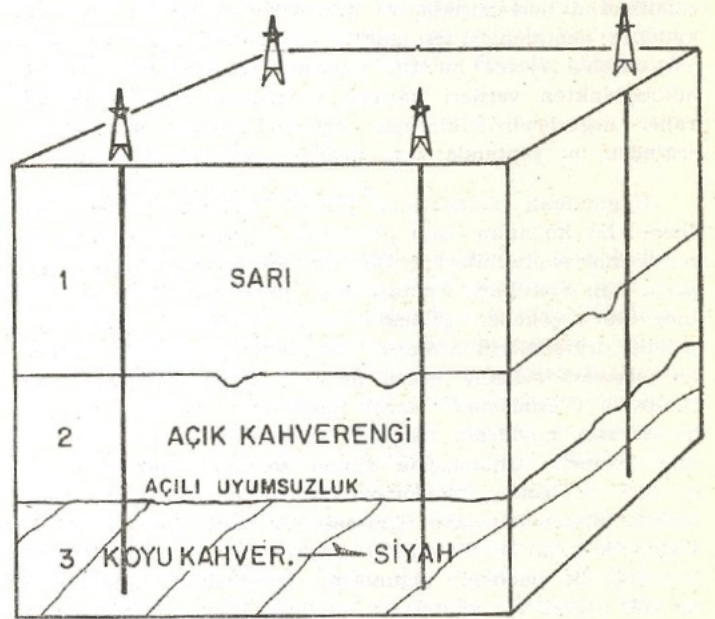 1 SARI
2 AÇIK KAHVERENGİ
AÇILI UYUMSUZLUK
3 KOYU KAHVER. SİYAH